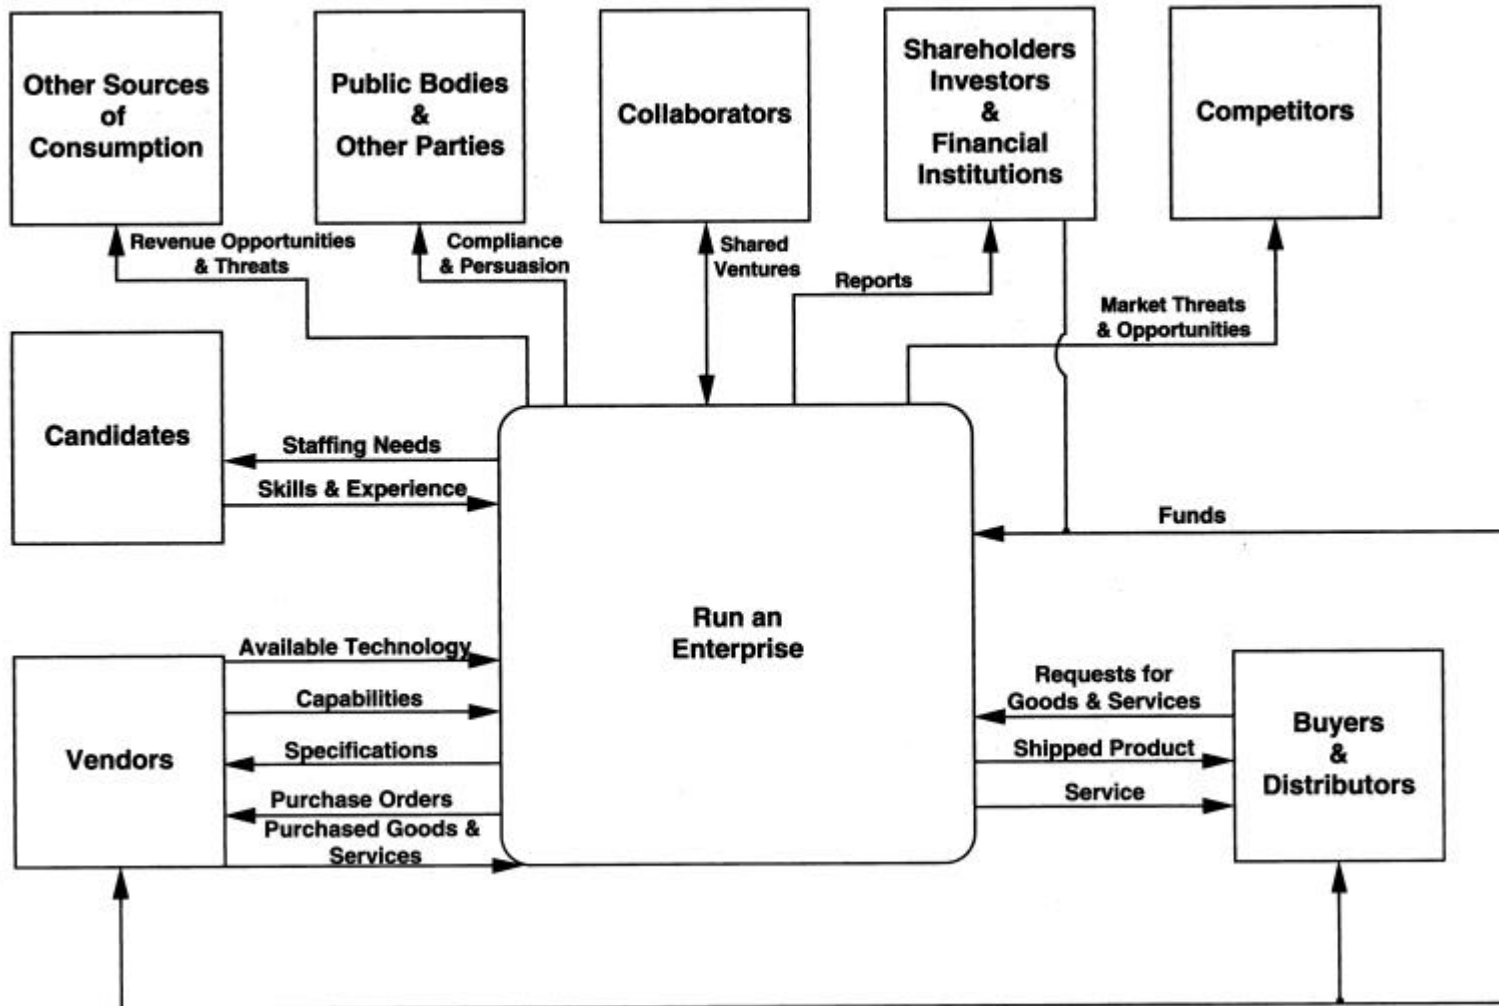 Other Sources
of
Consumption
Public Bodies
&
Other Parties
Collaborators
Shareholders
Investors
&
Financial
Institutions
Competitors
Revenue Opportunities
& Threats
Compliance
& Persuasion
Shared
Ventures
Reports
Market Threats
& Opportunities
Candidates
Staffing Needs
Skills & Experience
Funds
Run an
Enterprise
Vendors
Available Technology
Capabilities
Specifications
Purchase Orders
Purchased Goods &
Services
Requests for
Goods & Services
Shipped Product
Service
Buyers
&
Distributors